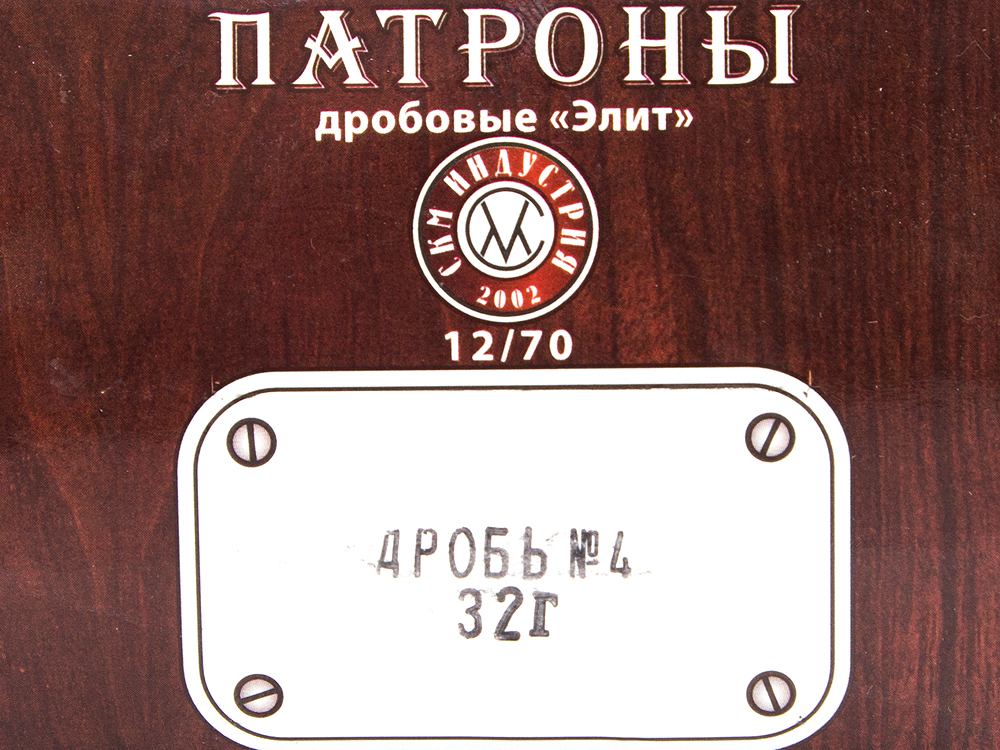 ПАТРОНЫ
дробовые «Элит»
СКМ ИНДУСТРИЯ
2002
12/70
ДРОБЬ №4
32Г